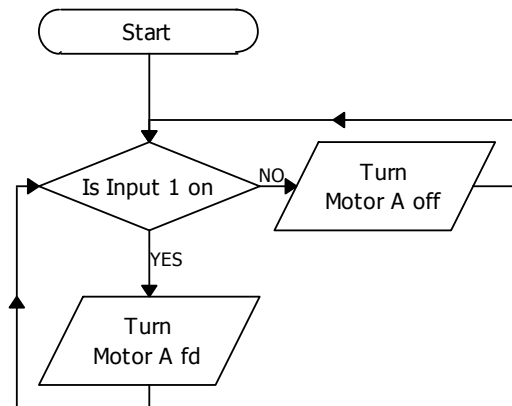 Start
Is Input 1 on
NO
Turn
Motor A off
YES
Turn
Motor A fd